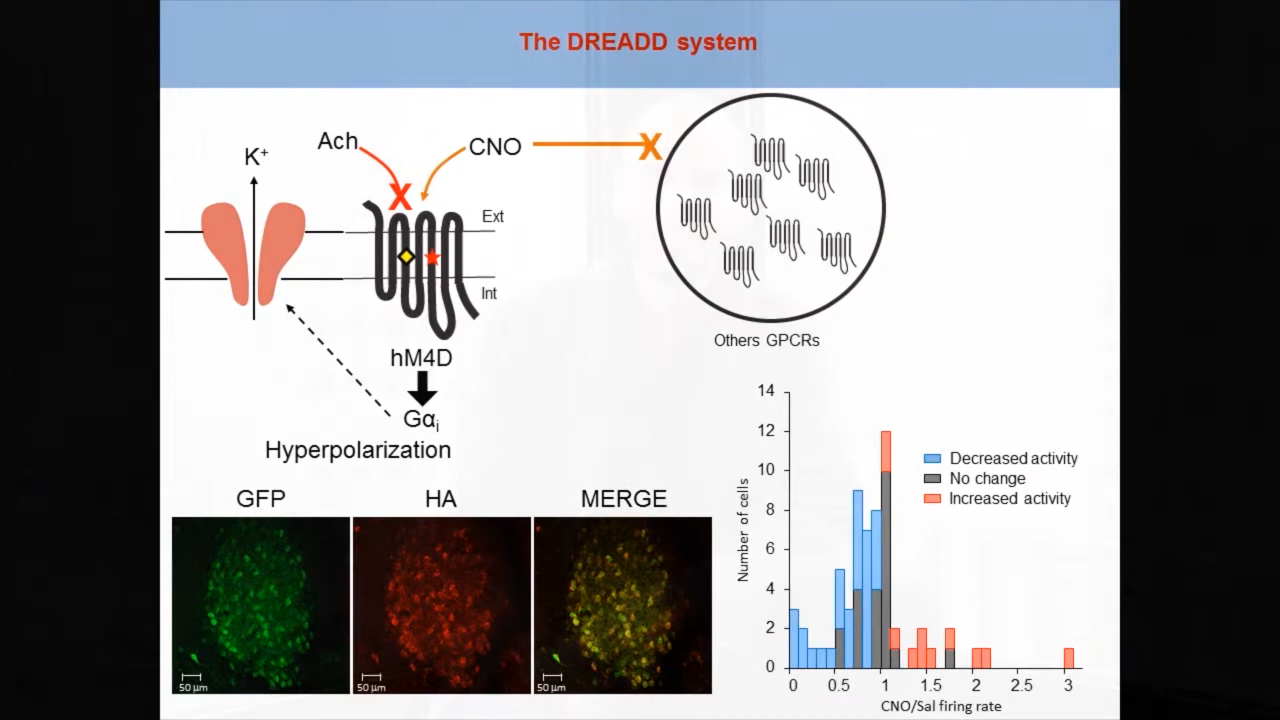 The DREADD system
K+
Ach
X
CNO
X
Ext
Int
Others GPCRs
hM4D
Gαi
Hyperpolarization
GFP
HA
MERGE
50 µm
50 µm
50 µm
Number of cells
14
12
10
8
6
4
2
0
Decreased activity
No change
Increased activity
0 0.5 1 1.5 2 2.5 3
CNO/Sal firing rate